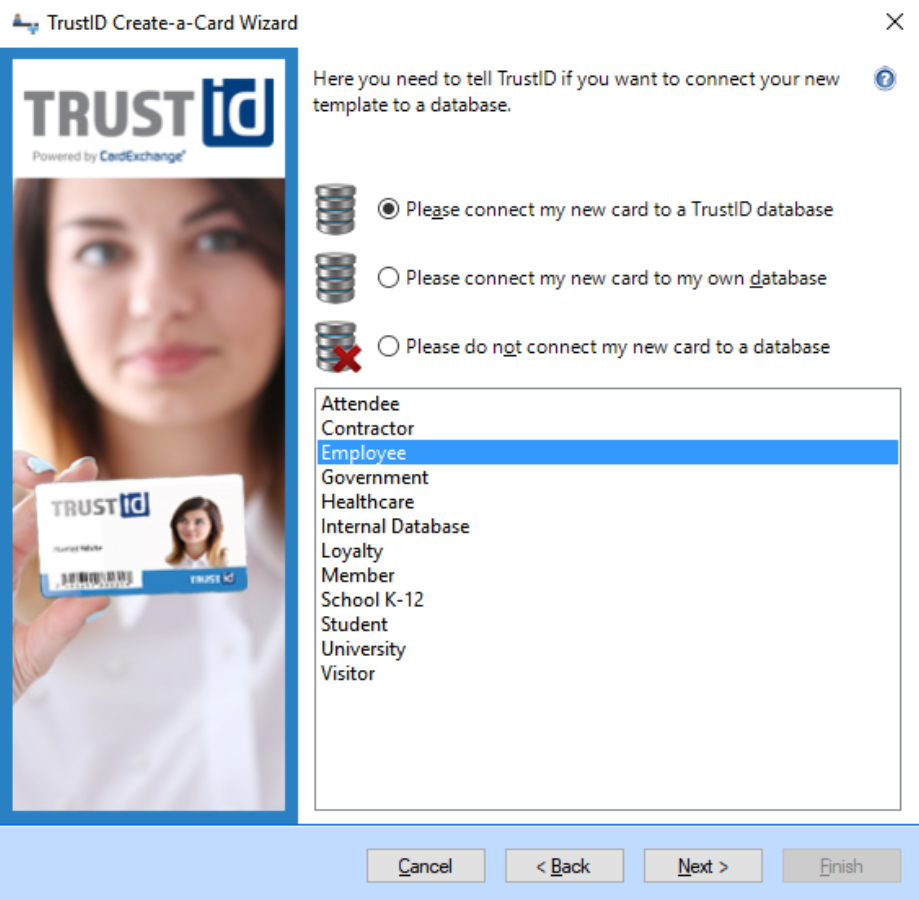 TrustID Create-a-Card Wizard
TRUST id
Powered by CardExchange®
Here you need to tell TrustID if you want to connect your new
template to a database.
Please connect my new card to a TrustID database
Please connect my new card to my own database
Please do not connect my new card to a database
Attendee
Contractor
Employee
Government
Healthcare
Internal Database
Loyalty
Member
School K-12
Student
University
Visitor
TRUST id
TRUST id
Cancel
< Back
Next >
Finish